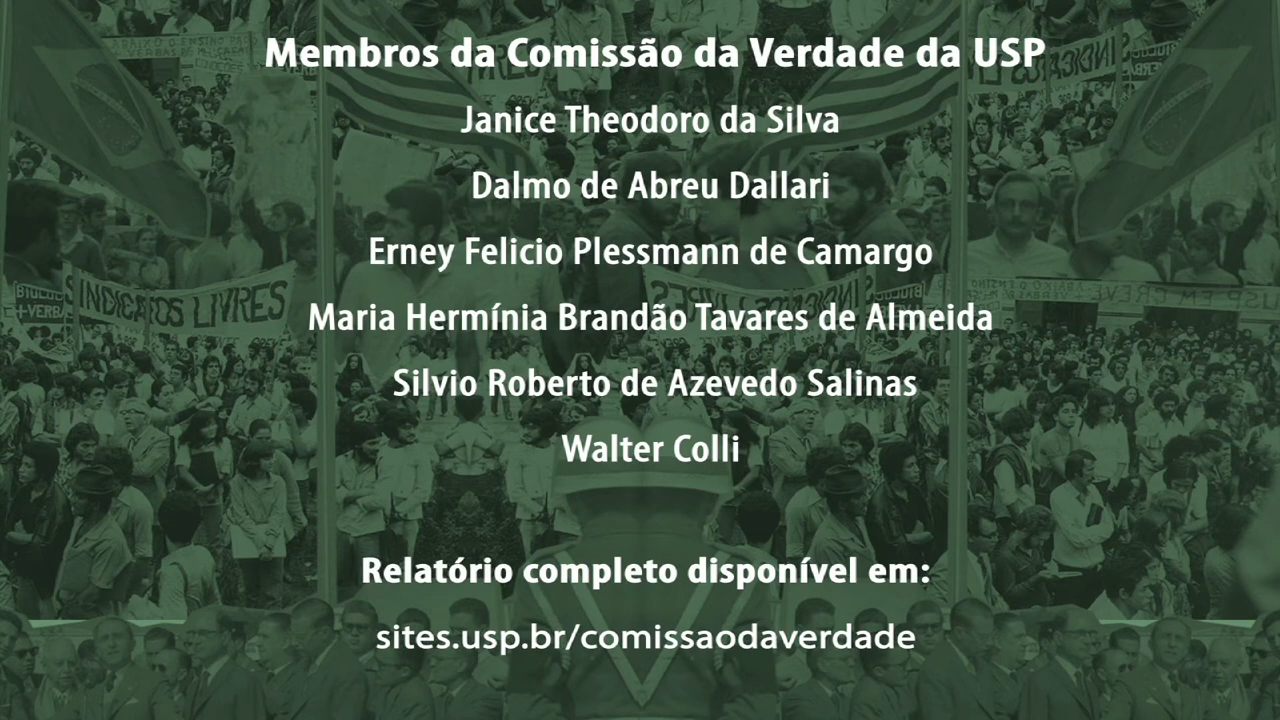 Membros da Comissão da Verdade da USP
Janice Theodoro da Silva
Dalmo de Abreu Dallari
Erney Felicio Plessmann de Camargo
Maria Hermínia Brandão Tavares de Almeida
Silvio Roberto de Azevedo Salinas
Walter Colli
Relatório completo disponível em:
sites.usp.br/comissaodaverdade
SINDICATOS LIVRES